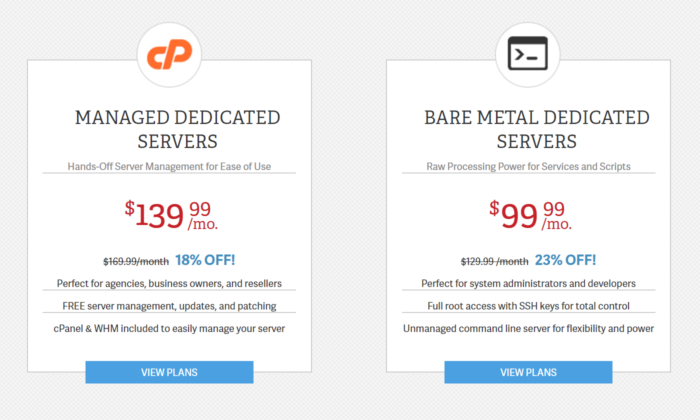 cP
MANAGED DEDICATED
SERVERS
Hands-Off Server Management for Ease of Use
$139.99/mo.
$169.99/month 18% OFF!
Perfect for agencies, business owners, and resellers
FREE server management, updates, and patching
cPanel & WHM included to easily manage your server
VIEW PLANS
>_
BARE METAL DEDICATED
SERVERS
Raw Processing Power for Services and Scripts
$99 99 /mo.
$129.99 /month 23% OFF!
Perfect for system administrators and developers
Full root access with SSH keys for total control
Unmanaged command line server for flexibility and power
VIEW PLANS